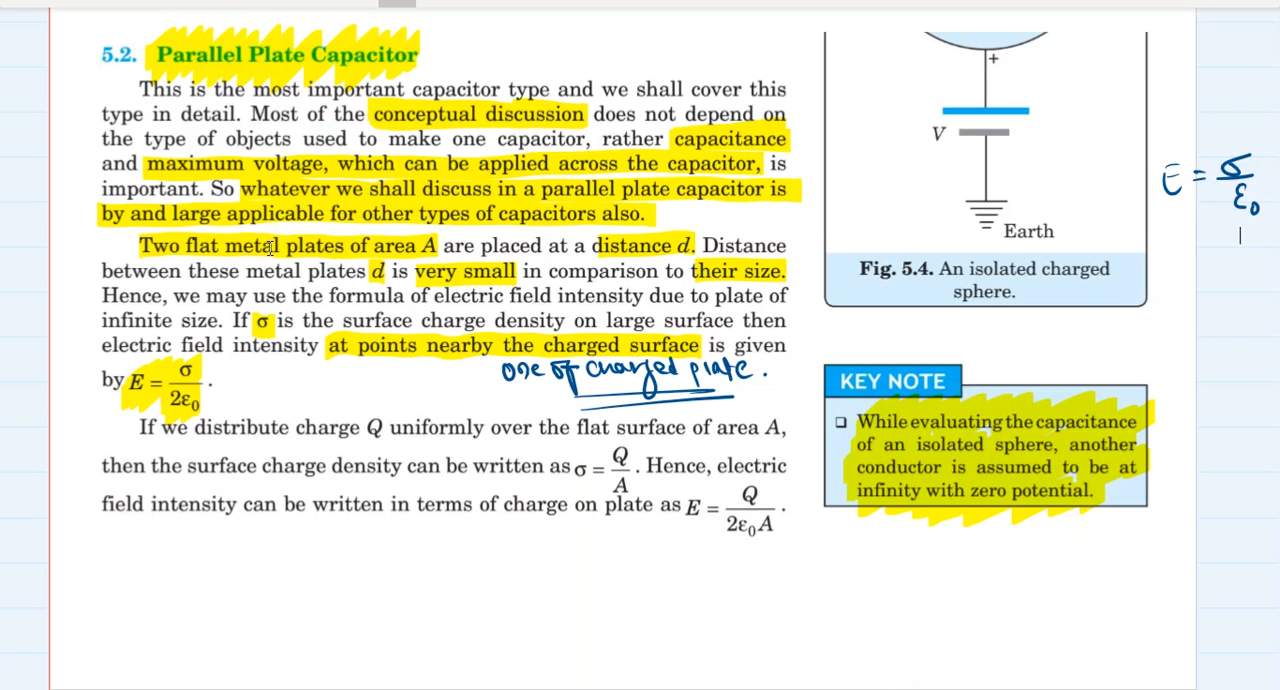 5.2. Parallel Plate Capacitor
This is the most important capacitor type and we shall cover this
type in detail. Most of the conceptual discussion does not depend on
the type of objects used to make one capacitor, rather capacitance
and maximum voltage, which can be applied across the capacitor, is
important. So whatever we shall discuss in a parallel plate capacitor is
by and large applicable for other types of capacitors also.
Two flat metal plates of area A are placed at a distance d. Distance
between these metal plates d is very small in comparison to their size.
Hence, we may use the formula of electric field intensity due to plate of
infinite size. If σ is the surface charge density on large surface then
electric field intensity at points nearby the charged surface is given
one of charged plate.
by E = σ/2ε₀ .
If we distribute charge Q uniformly over the flat surface of area A,
then the surface charge density can be written as σ = Q/A . Hence, electric
field intensity can be written in terms of charge on plate as E = Q/2ε₀A .
+
V
Earth
Fig. 5.4. An isolated charged
sphere.
E = σ/ε₀
KEY NOTE
❑ While evaluating the capacitance
of an isolated sphere, another
conductor is assumed to be at
infinity with zero potential.